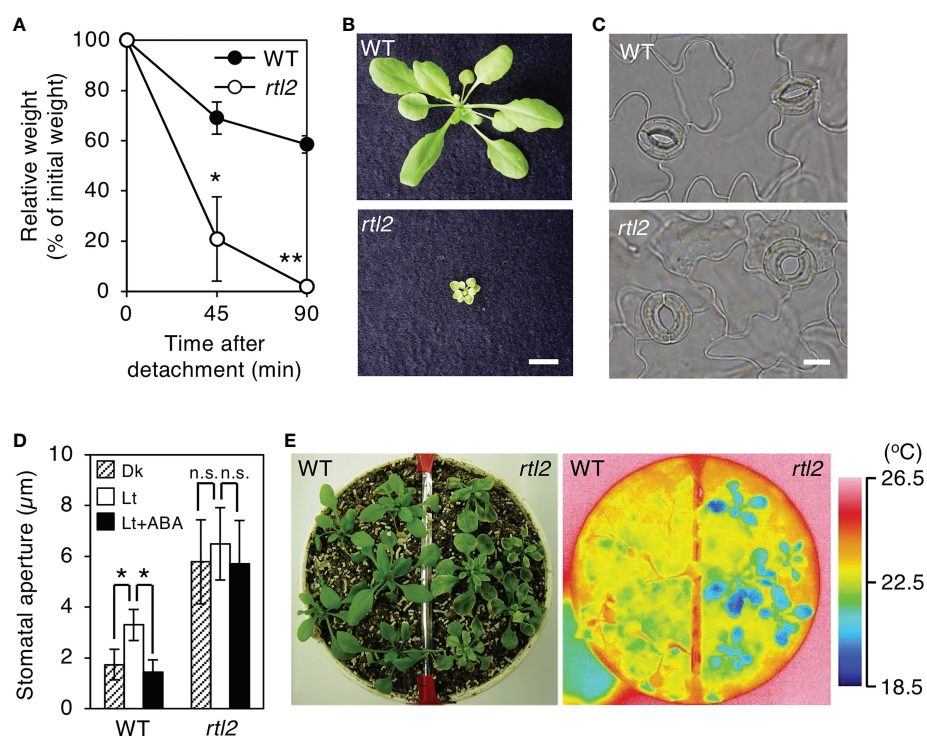 A
100
80
60
40
20
0
0
45
90
WT
rtl2
*
**
Relative weight
(% of initial weight)
Time after
detachment (min)
B
WT
rtl2
C
WT
rtl2
D
10
8
6
4
2
0
Stomatal aperture (µm)
Dk
Lt
Lt+ABA
n.s. n.s.
* *
WT
rtl2
E
WT
rtl2
WT
rtl2
(°C)
26.5
22.5
18.5